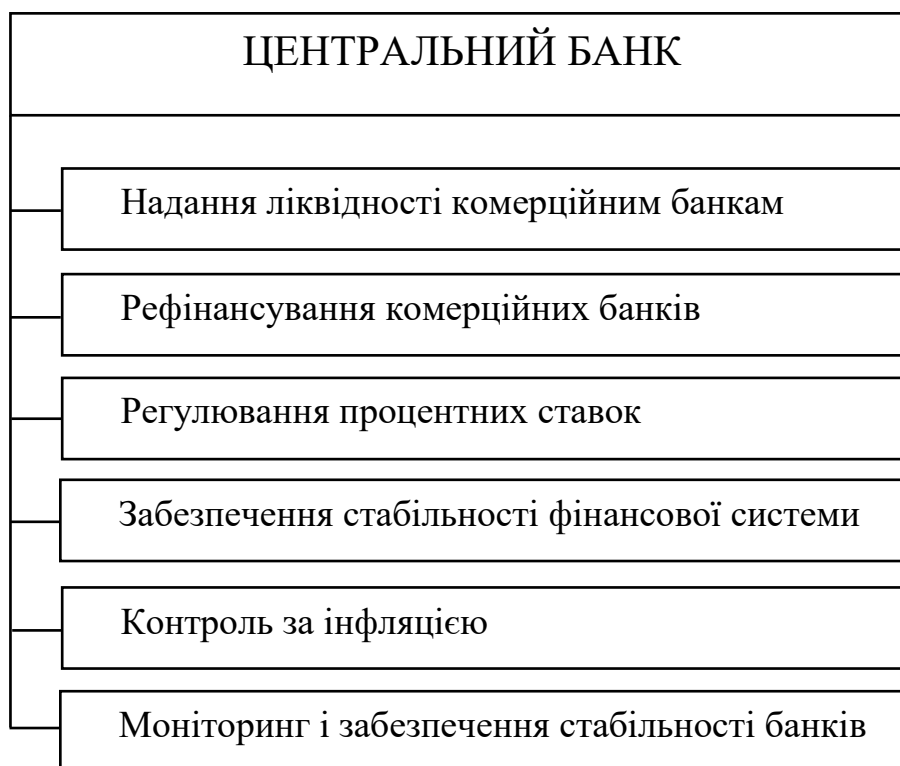 ЦЕНТРАЛЬНИЙ БАНК
Надання ліквідності комерційним банкам
Рефінансування комерційних банків
Регулювання процентних ставок
Забезпечення стабільності фінансової системи
Контроль за інфляцією
Моніторинг і забезпечення стабільності банків